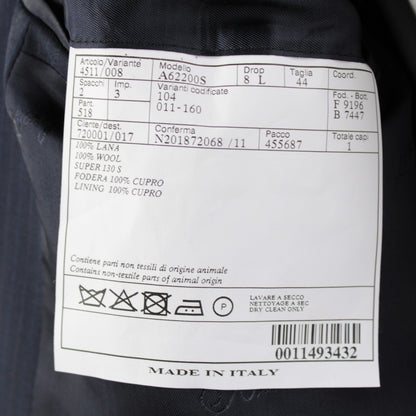 Articolo/Variante Modello Drop Taglia Coord.
4511/008 A62200S 8 L 44
Spacchi Imp. Varianti codificate Fod. - Bott.
2 3 104 F 9196
Part. 011-160 B 7447
518
Cliente/dest. Conferma Pacco Totale capi
720001/017 N201872068 /11 455687 1
100% LANA
100% WOOL
SUPER 130 S
FODERA 100% CUPRO
LINING 100% CUPRO
Contiene parti non tessili di origine animale
Contains non-textile parts of animal origin
P
LAVARE A SECCO
NETTOYAGE A SEC
DRY CLEAN ONLY
0011493432
MADE IN ITALY